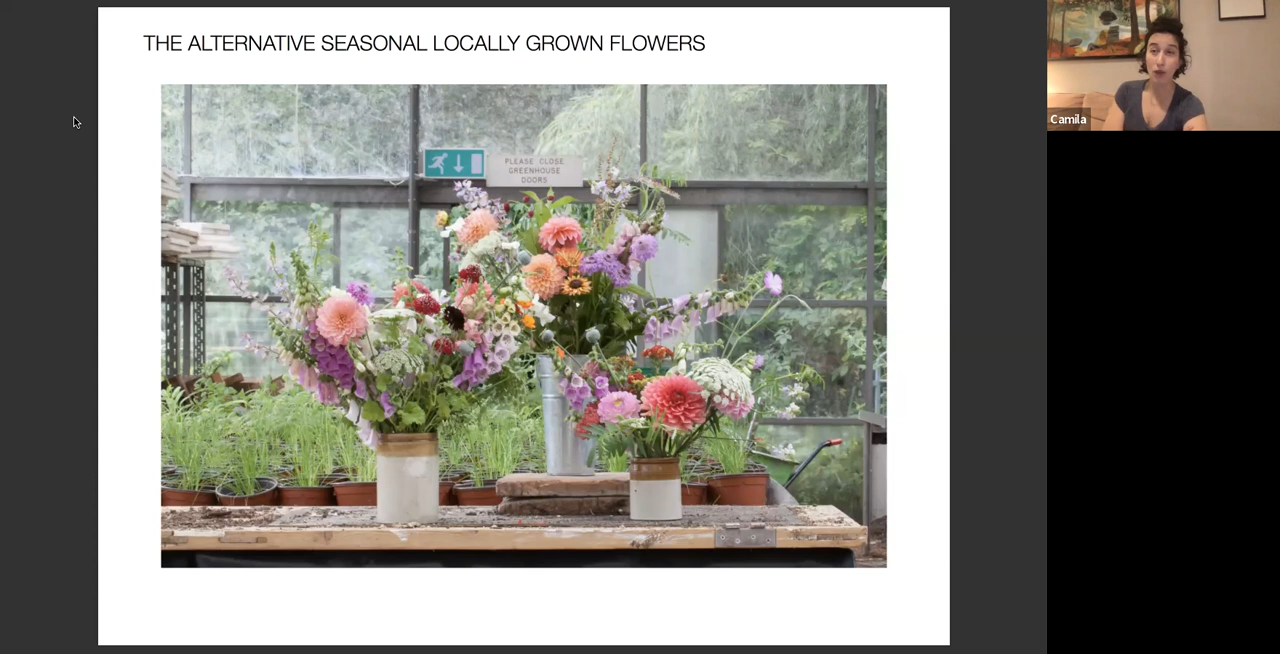 THE ALTERNATIVE SEASONAL LOCALLY GROWN FLOWERS
PLEASE CLOSE
GREENHOUSE
DOORS
Camila